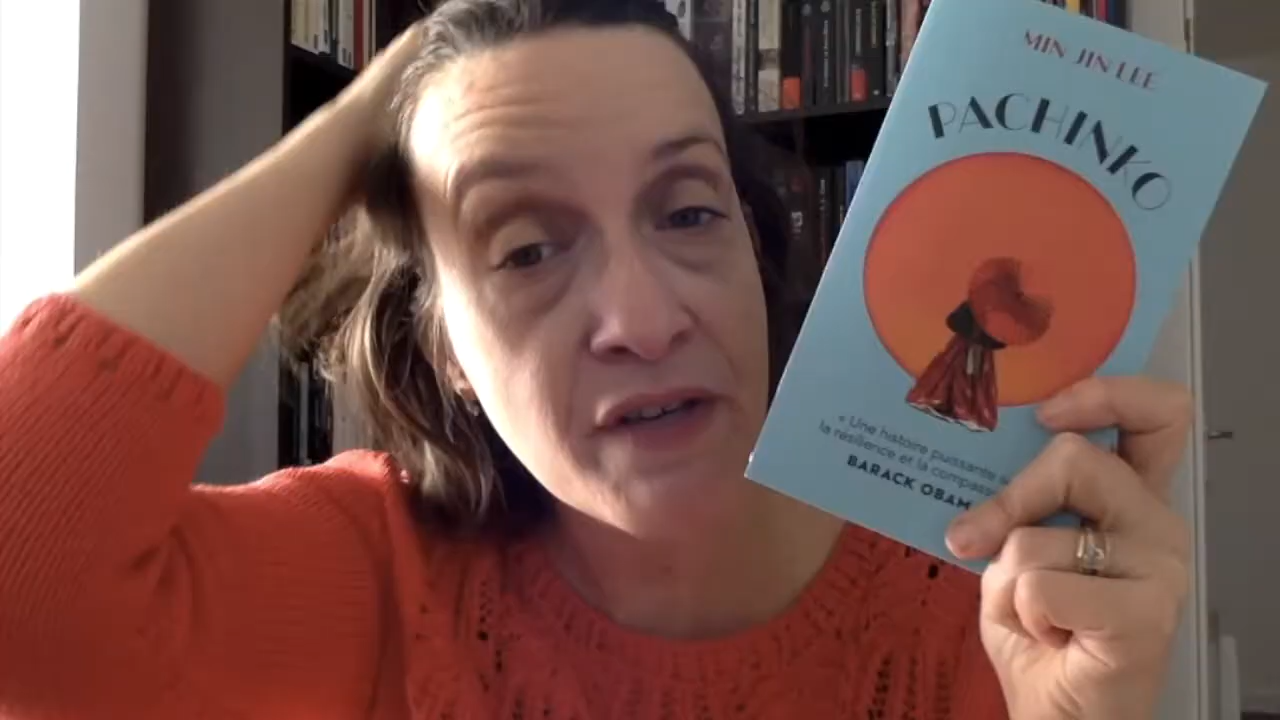 MIN JIN LEE
PACHINKO
« Une histoire puissante
la résilience et la compass
BARACK OBAM